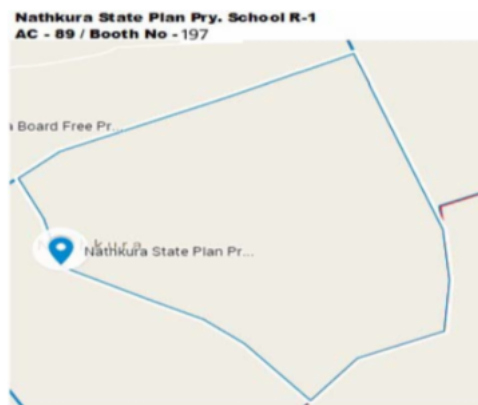 Nathkura State Plan Pry. School R-1
AC - 89 / Booth No - 197
a Board Free Pr...
Nathkura State Plan Pr...